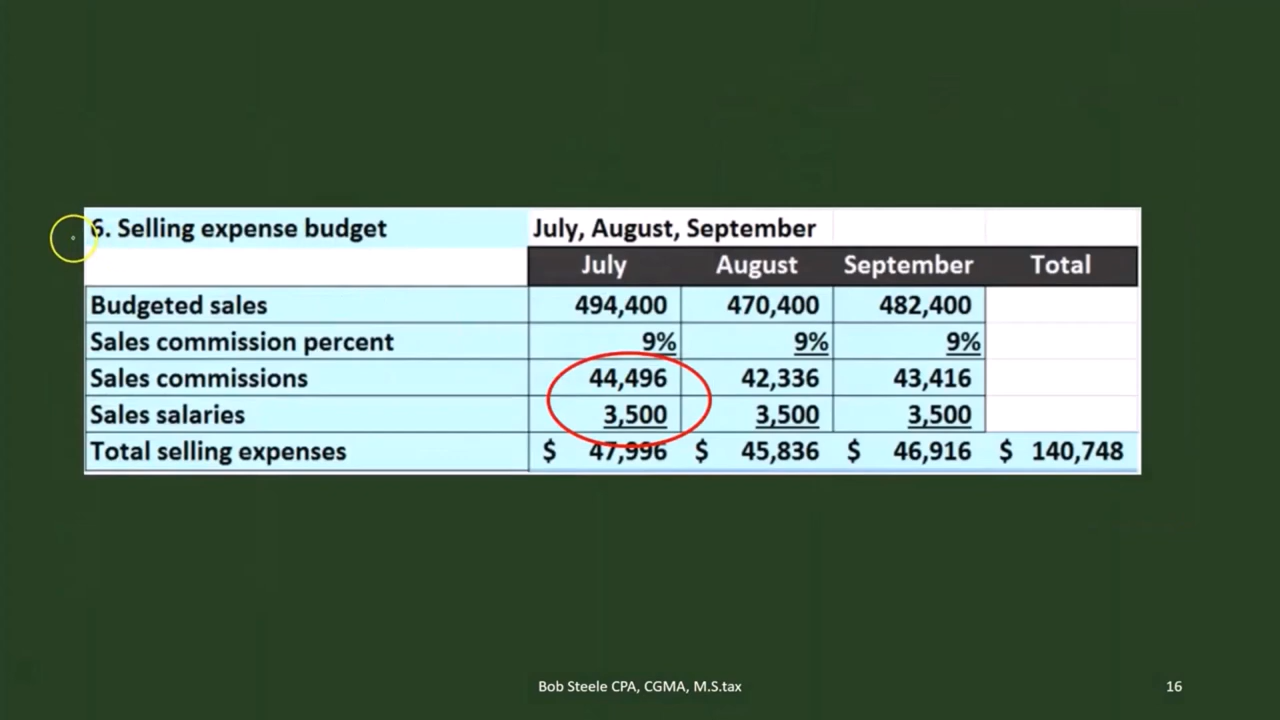 6. Selling expense budget July, August, September
July August September Total
Budgeted sales 494,400 470,400 482,400
Sales commission percent 9% 9% 9%
Sales commissions 44,496 42,336 43,416
Sales salaries 3,500 3,500 3,500
Total selling expenses $ 47,996 $ 45,836 $ 46,916 $ 140,748
Bob Steele CPA, CGMA, M.S.tax 16